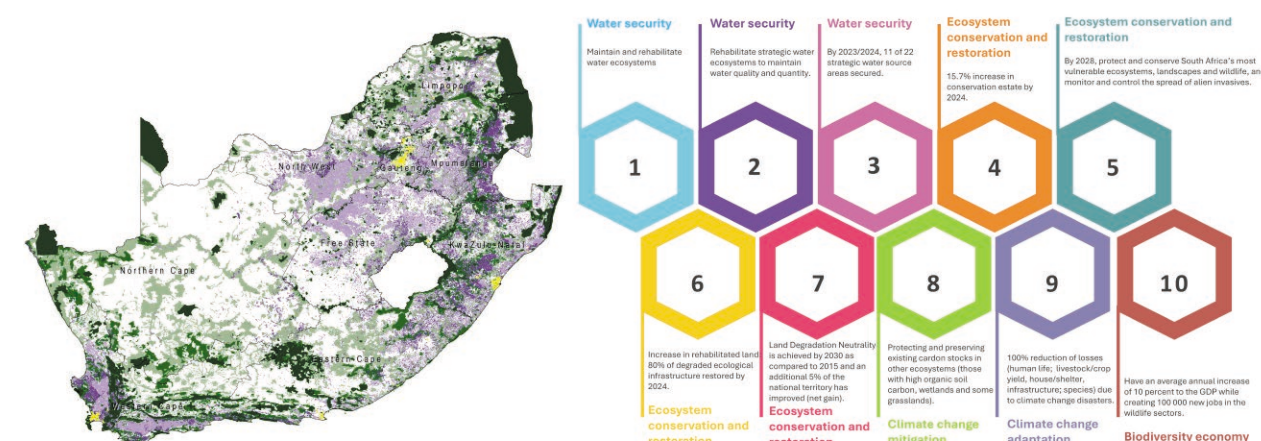 Limpopo
North West
Gauteng
Mpumalanga
Free State
KwaZulu-Natal
Northern Cape
Eastern Cape
Western Cape
Water security
Maintain and rehabilitate
water ecosystems
1
Water security
Rehabilitate strategic water
ecosystems to maintain
water quality and quantity.
2
Water security
By 2023/2024, 11 of 22
strategic water source
areas secured.
3
Ecosystem
conservation and
restoration
15.7% increase in
conservation estate by
2024.
4
Ecosystem conservation and
restoration
By 2028, protect and conserve South Africa's most
vulnerable ecosystems, landscapes and wildlife, an
monitor and control the spread of alien invasives.
5
6
Increase in rehabilitated land
80% of degraded ecological
infrastructure restored by
2024.
Ecosystem
conservation and
restoration
7
Land Degradation Neutrality
is achieved by 2030 as
compared to 2015 and an
additional 5% of the
national territory has
improved (net gain).
Ecosystem
conservation and
restoration
8
Protecting and preserving
existing cardon stocks in
other ecosystems (those
with high organic soil
carbon, wetlands and some
grasslands).
Climate change
mitigation
9
100% reduction of losses
(human life; livestock/crop
yield, house/shelter,
infrastructure; species) due
to climate change disasters.
Climate change
adaptation
10
Have an average annual increase
of 10 percent to the GDP while
creating 100 000 new jobs in the
wildlife sectors.
Biodiversity economy